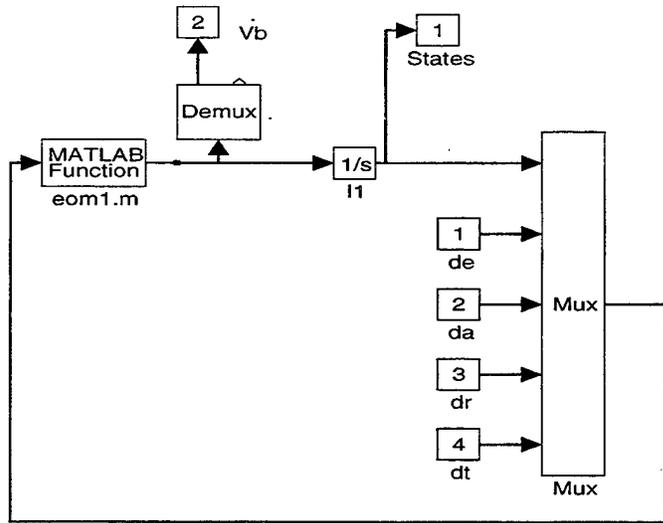 2
V̇b
1
States
Demux
MATLAB
Function
eom1.m
1/s
I1
1
de
2
da
Mux
3
dr
4
dt
Mux